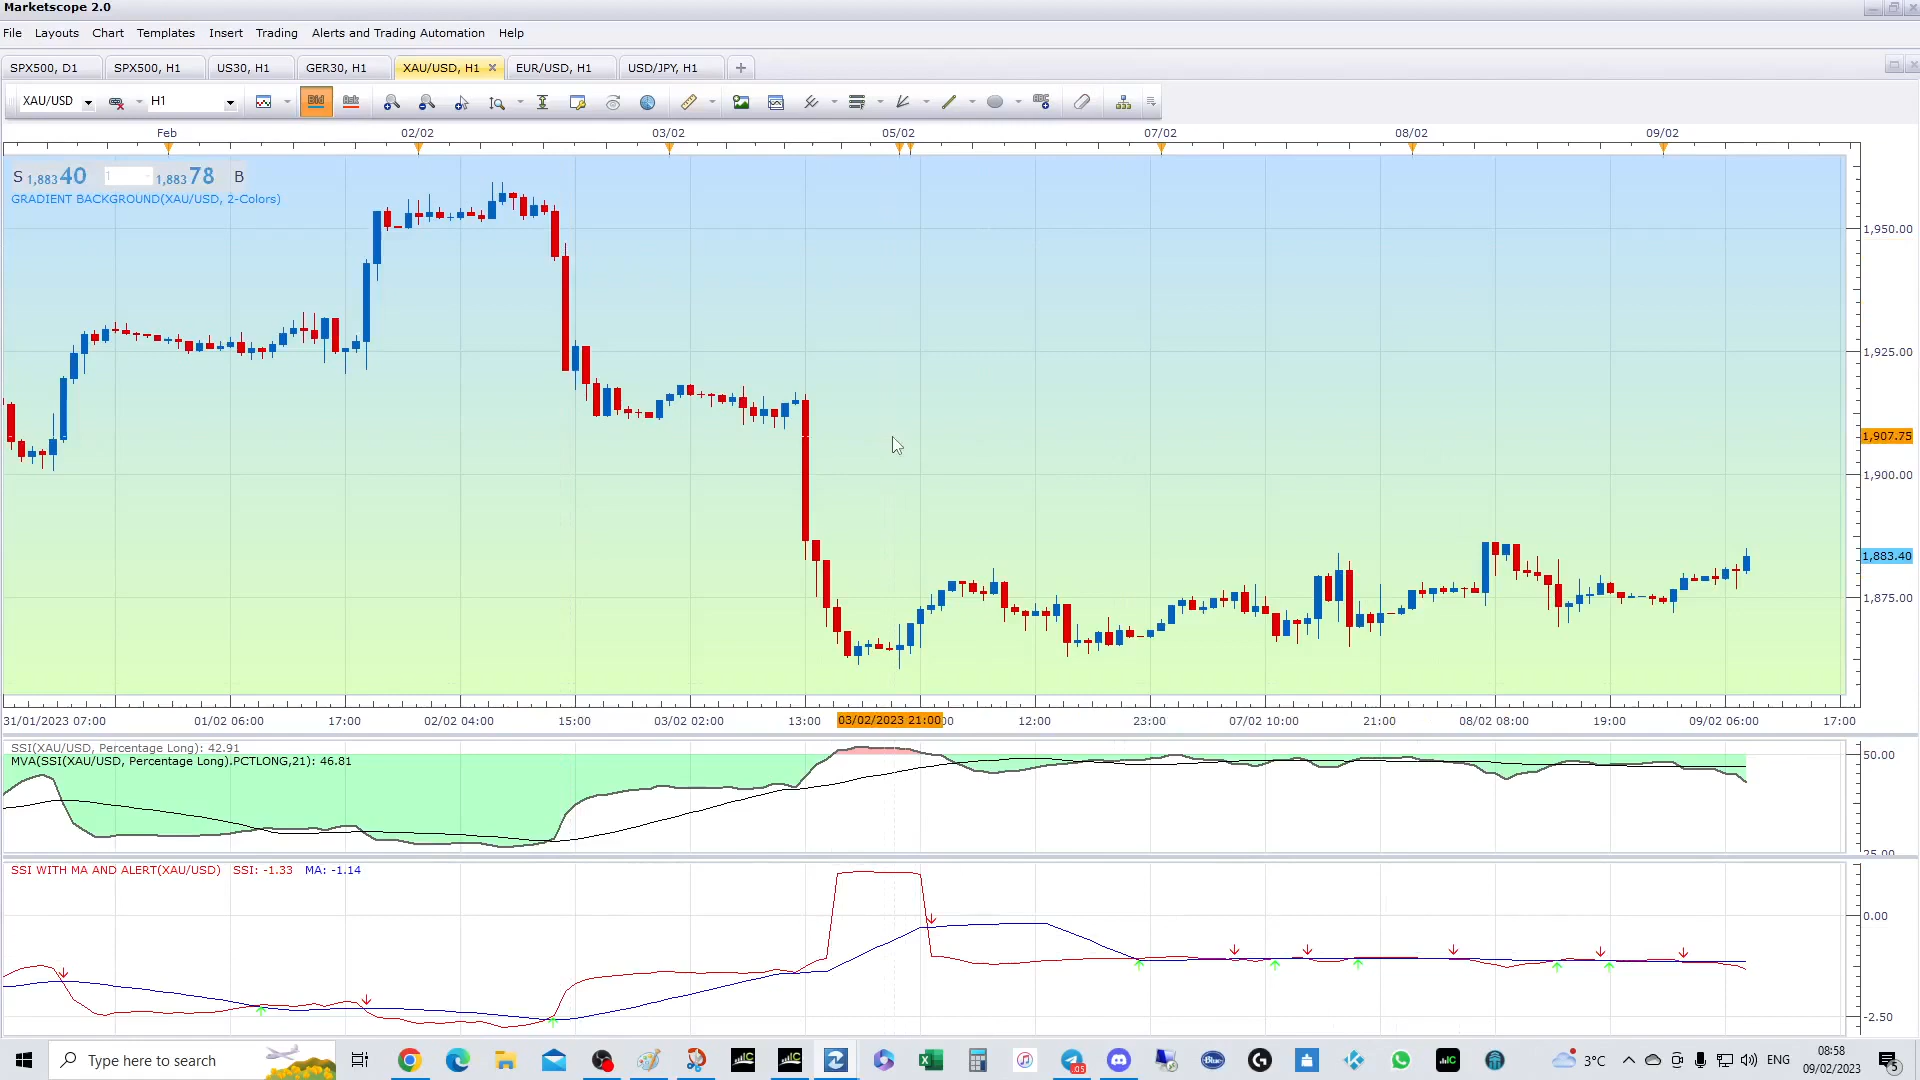 Marketscope 2.0
File Layouts Chart Templates Insert Trading Alerts and Trading Automation Help
SPX500, D1 SPX500, H1 US30, H1 GER30, H1 XAU/USD, H1 EUR/USD, H1 USD/JPY, H1
XAU/USD H1 Bid Ask
Feb 02/02 03/02 05/02 07/02 08/02 09/02
S 1,88340 1 1,88378 B
GRADIENT BACKGROUND(XAU/USD, 2-Colors)
1,950.00
1,925.00
1,907.75
1,900.00
1,883.40
1,875.00
31/01/2023 07:00 01/02 06:00 17:00 02/02 04:00 15:00 03/02 02:00 13:00 03/02/2023 21:00 12:00 23:00 07/02 10:00 21:00 08/02 08:00 19:00 09/02 06:00 17:00
SSI(XAU/USD, Percentage Long): 42.91
MVA(SSI(XAU/USD, Percentage Long).PCTLONG,21): 46.81
50.00
25.00
SSI WITH MA AND ALERT(XAU/USD) SSI: -1.33 MA: -1.14
0.00
-2.50
Type here to search
3°C ENG
08:58
09/02/2023